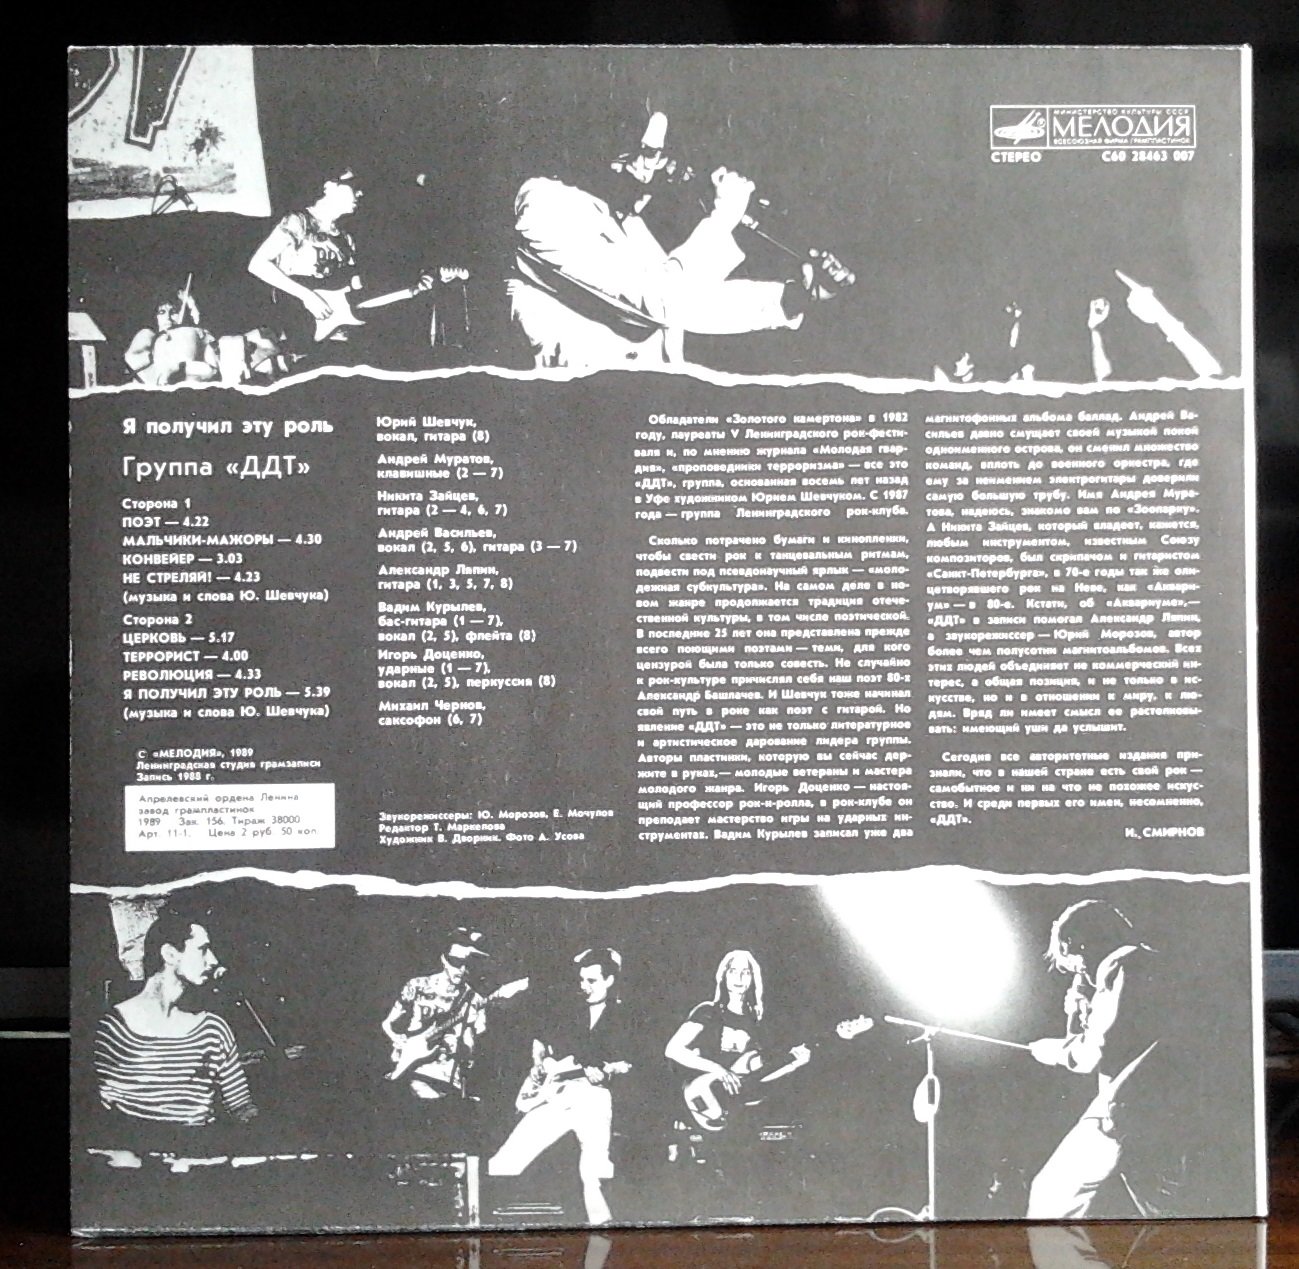 МИНИСТЕРСТВО КУЛЬТУРЫ СССР
МЕЛОДИЯ
ВСЕСОЮЗНАЯ ФИРМА ГРАМПЛАСТИНОК
СТЕРЕО С60 28463 007
Я получил эту роль
Группа «ДДТ»
Сторона 1
ПОЭТ — 4.22
МАЛЬЧИКИ-МАЖОРЫ — 4.30
КОНВЕЙЕР — 3.03
НЕ СТРЕЛЯЙ! — 4.23
(музыка и слова Ю. Шевчука)
Сторона 2
ЦЕРКОВЬ — 5.17
ТЕРРОРИСТ — 4.00
РЕВОЛЮЦИЯ — 4.33
Я ПОЛУЧИЛ ЭТУ РОЛЬ — 5.39
(музыка и слова Ю. Шевчука)
С «МЕЛОДИЯ», 1989
Ленинградская студия грамзаписи
Запись 1988 г.
Апрелевский ордена Ленина
завод грампластинок
1989 Зак. 156. Тираж 38000
Арт. 11-1. Цена 2 руб. 50 коп.
Юрий Шевчук,
вокал, гитара (8)
Андрей Муратов,
клавишные (2 — 7)
Никита Зайцев,
гитара (2 — 4, 6, 7)
Андрей Васильев,
вокал (2, 5, 6), гитара (3 — 7)
Александр Ляпин,
гитара (1, 3, 5, 7, 8)
Вадим Курылев,
бас-гитара (1 — 7),
вокал (2, 5), флейта (8)
Игорь Доценко,
ударные (1 — 7),
вокал (2, 5), перкуссия (8)
Михаил Чернов,
саксофон (6, 7)
Звукорежиссеры: Ю. Морозов, Е. Мочулов
Редактор Т. Маркелова
Художник В. Дворник. Фото А. Усова
Обладатели «Золотого камертона» в 1982
году, лауреаты V Ленинградского рок-фести-
валя и, по мнению журнала «Молодая гвар-
дия», «проповедники терроризма» — все это
«ДДТ», группа, основанная восемь лет назад
в Уфе художником Юрием Шевчуком. С 1987
года — группа Ленинградского рок-клуба.
Сколько потрачено бумаги и кинопленки,
чтобы свести рок к танцевальным ритмам,
подвести под псевдонаучный ярлык — «моло-
дежная субкультура». На самом деле в но-
вом жанре продолжается традиция отече-
ственной культуры, в том числе поэтической.
В последние 25 лет она представлена прежде
всего поющими поэтами — теми, для кого
цензурой была только совесть. Не случайно
к рок-культуре причислял себя наш поэт 80-х
Александр Башлачев. И Шевчук тоже начинал
свой путь в роке как поэт с гитарой. Но
явление «ДДТ» — это не только литературное
и артистическое дарование лидера группы.
Авторы пластинки, которую вы сейчас дер-
жите в руках,— молодые ветераны и мастера
молодого жанра. Игорь Доценко — настоя-
щий профессор рок-н-ролла, в рок-клубе он
преподает мастерство игры на ударных ин-
струментах. Вадим Курылев записал уже два
магнитофонных альбома баллад. Андрей Ва-
сильев давно смущает своей музыкой покой
одноименного острова, он сменил множество
команд, вплоть до военного оркестра, где
ему за неимением электрогитары доверили
самую большую трубу. Имя Андрея Мура-
това, надеюсь, знакомо вам по «Зоопарку».
А Никита Зайцев, который владеет, кажется,
любым инструментом, известным Союзу
композиторов, был скрипачом и гитаристом
«Санкт-Петербурга», в 70-е годы так же оли-
цетворявшего рок на Неве, как «Аквари-
ум» — в 80-е. Кстати, об «Аквариуме»,—
«ДДТ» в записи помогал Александр Ляпин,
а звукорежиссер — Юрий Морозов, автор
более чем полусотни магнитоальбомов. Всех
этих людей объединяет не коммерческий ин-
терес, а общая позиция, и не только в ис-
кусстве, но и в отношении к миру, к лю-
дям. Вряд ли имеет смысл ее растолковы-
вать: имеющий уши да услышит.
Сегодня все авторитетные издания при-
знали, что в нашей стране есть свой рок —
самобытное и ни на что не похожее искус-
ство. И среди первых его имен, несомненно,
«ДДТ».
И. СМИРНОВ